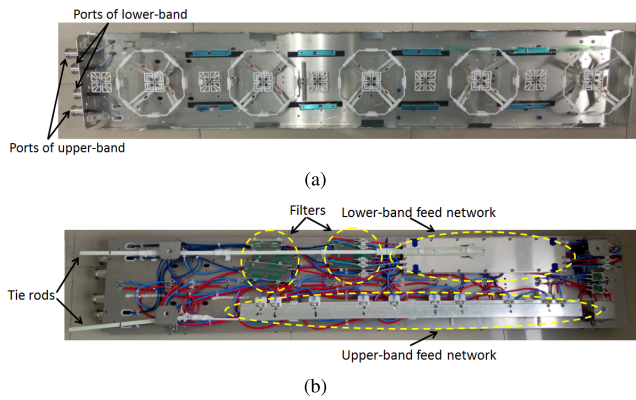 Ports of lower-band
Ports of upper-band
(a)
Filters
Lower-band feed network
Tie rods
Upper-band feed network
(b)